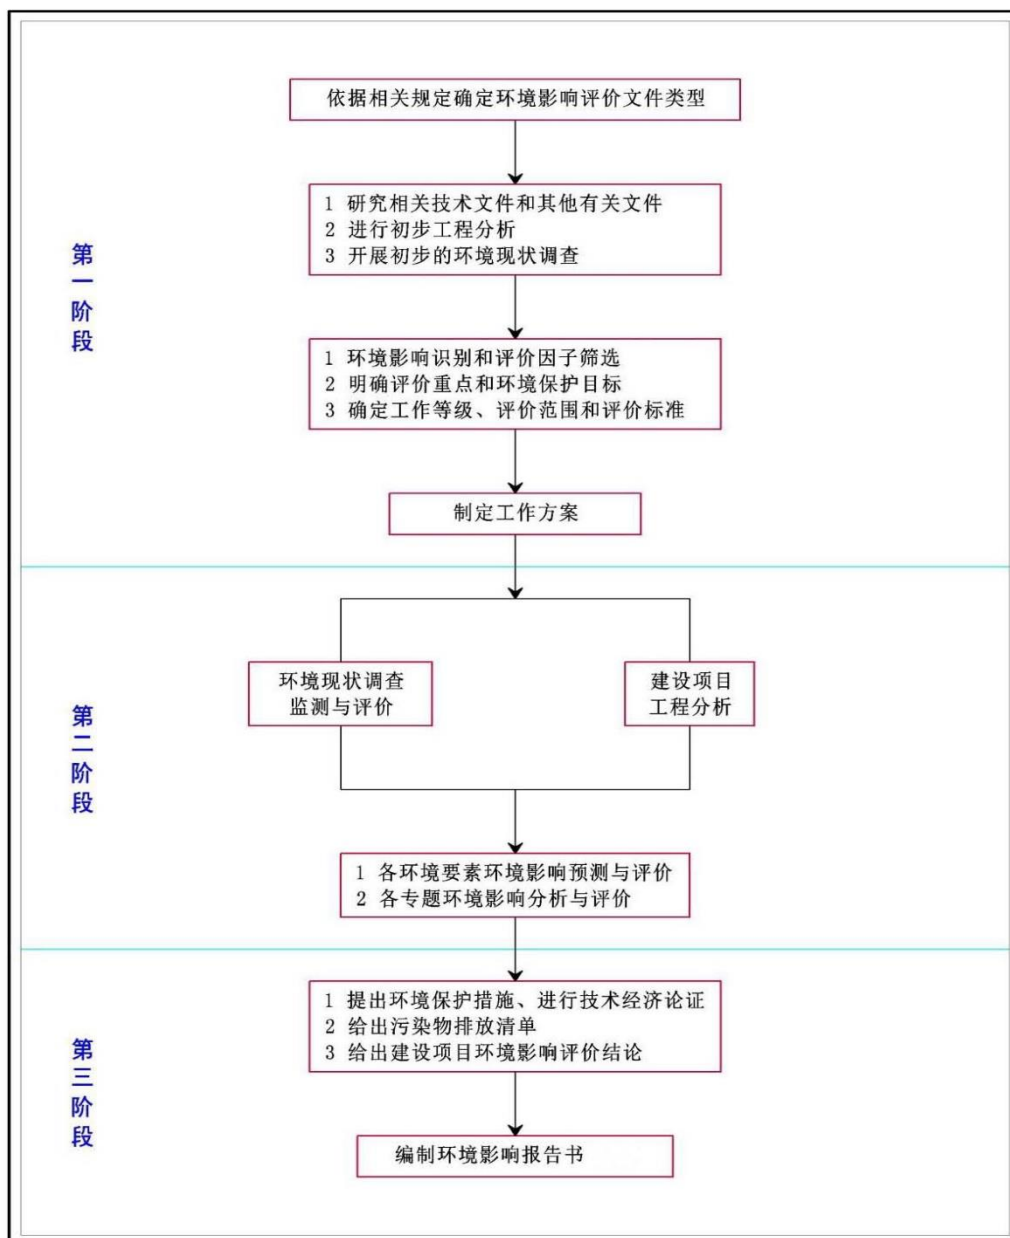 依据相关规定确定环境影响评价文件类型
1 研究相关技术文件和其他有关文件
2 进行初步工程分析
3 开展初步的环境现状调查
第一阶段
1 环境影响识别和评价因子筛选
2 明确评价重点和环境保护目标
3 确定工作等级、评价范围和评价标准
制定工作方案
环境现状调查
监测与评价
建设项目
工程分析
第二阶段
1 各环境要素环境影响预测与评价
2 各专题环境影响分析与评价
1 提出环境保护措施、进行技术经济论证
2 给出污染物排放清单
3 给出建设项目环境影响评价结论
第三阶段
编制环境影响报告书